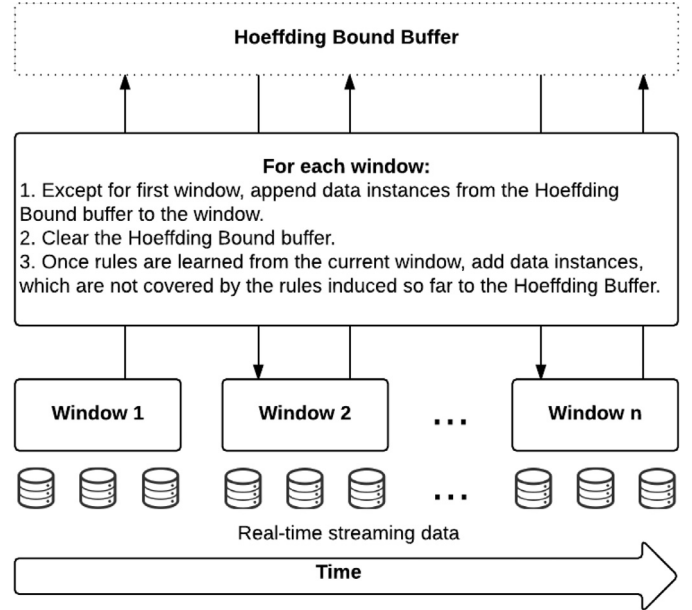 Hoeffding Bound Buffer
For each window:
1. Except for first window, append data instances from the Hoeffding
Bound buffer to the window.
2. Clear the Hoeffding Bound buffer.
3. Once rules are learned from the current window, add data instances,
which are not covered by the rules induced so far to the Hoeffding Buffer.
Window 1
Window 2
...
Window n
...
Real-time streaming data
Time